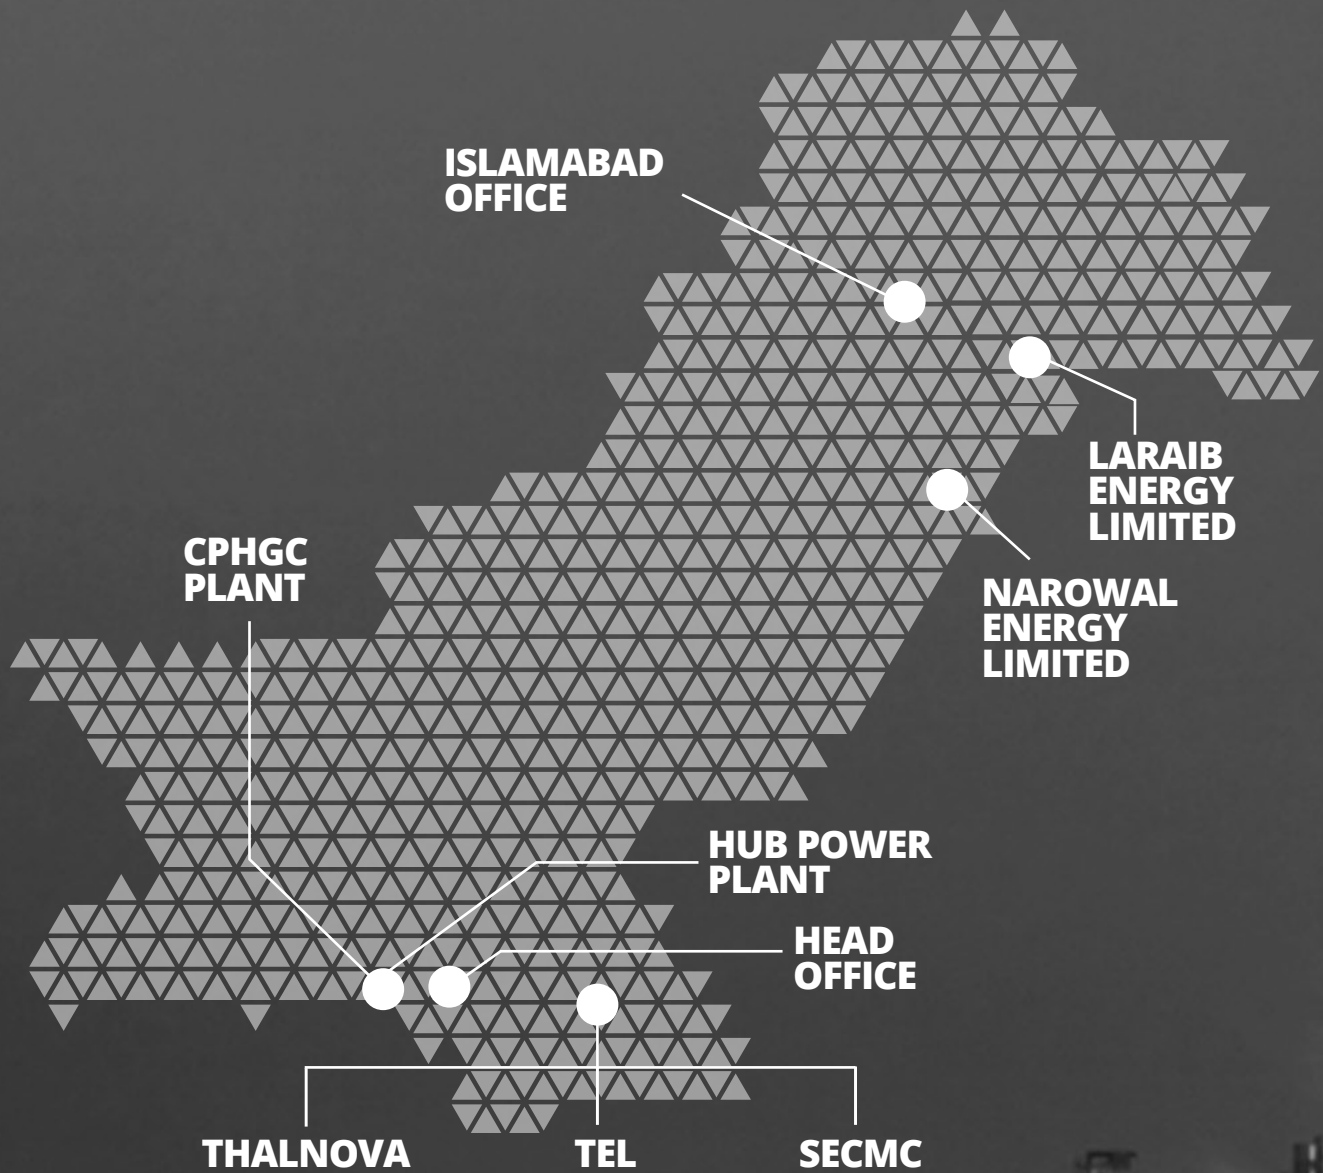 ISLAMABAD
OFFICE
LARAIB
ENERGY
LIMITED
CPHGC
PLANT
NAROWAL
ENERGY
LIMITED
HUB POWER
PLANT
HEAD
OFFICE
THALNOVA
TEL
SECMC